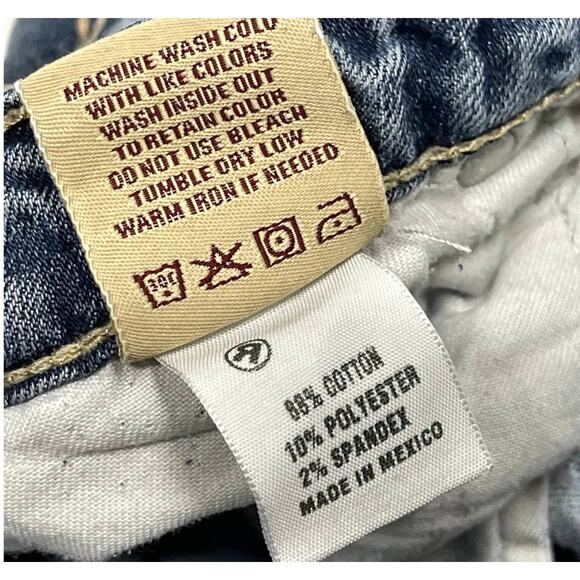 MACHINE WASH COLD
WITH LIKE COLORS
WASH INSIDE OUT
TO RETAIN COLOR
DO NOT USE BLEACH
TUMBLE DRY LOW
WARM IRON IF NEEDED
88% COTTON
10% POLYESTER
2% SPANDEX
MADE IN MEXICO